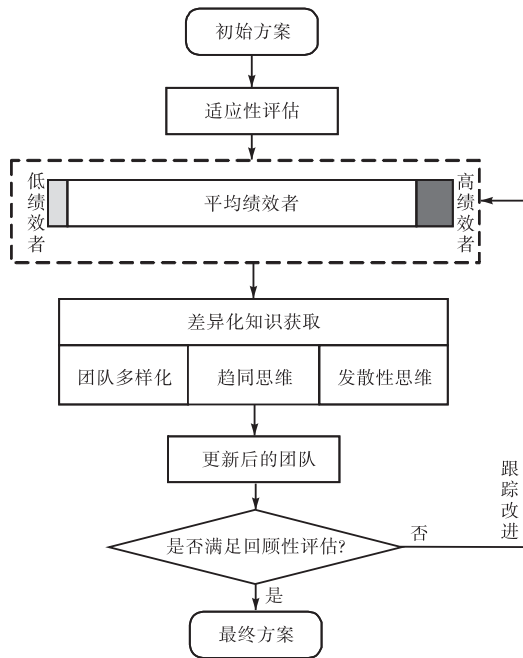 初始方案
适应性评估
低绩效者
平均绩效者
高绩效者
差异化知识获取
团队多样化
趋同思维
发散性思维
更新后的团队
跟踪改进
是否满足回顾性评估?
否
是
最终方案